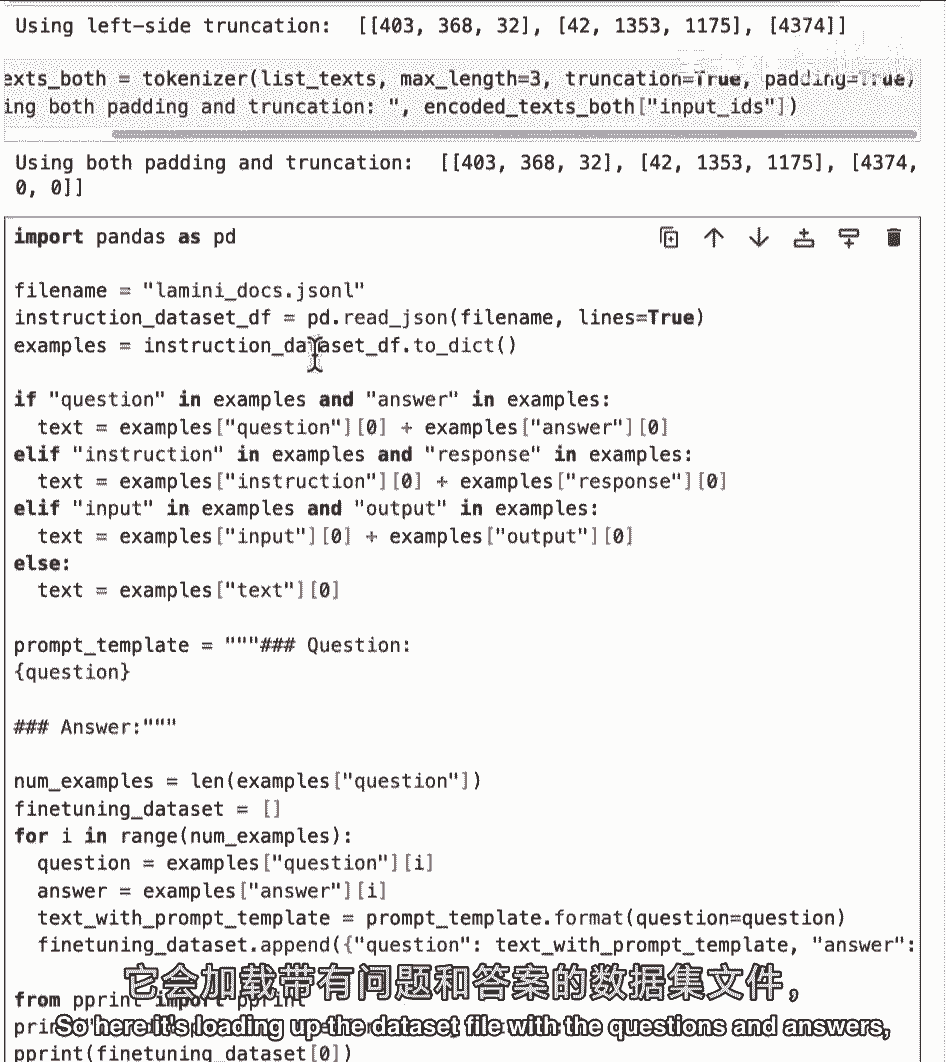 Using left-side truncation:  [[403, 368, 32], [42, 1353, 1175], [4374]]
exts_both = tokenizer(list_texts, max_length=3, truncation=True, padding=True)
ing both padding and truncation: ", encoded_texts_both["input_ids"])
Using both padding and truncation:  [[403, 368, 32], [42, 1353, 1175], [4374,
0, 0]]
import pandas as pd
filename = "lamini_docs.jsonl"
instruction_dataset_df = pd.read_json(filename, lines=True)
examples = instruction_dataset_df.to_dict()
if "question" in examples and "answer" in examples:
  text = examples["question"][0] + examples["answer"][0]
elif "instruction" in examples and "response" in examples:
  text = examples["instruction"][0] + examples["response"][0]
elif "input" in examples and "output" in examples:
  text = examples["input"][0] + examples["output"][0]
else:
  text = examples["text"][0]
prompt_template = """### Question:
{question}
### Answer:"""
num_examples = len(examples["question"])
finetuning_dataset = []
for i in range(num_examples):
  question = examples["question"][i]
  answer = examples["answer"][i]
  text_with_prompt_template = prompt_template.format(question=question)
  finetuning_dataset.append({"question": text_with_prompt_template, "answer":
它会加载带有问题和答案的数据集文件，
from pprint import pprint
So here it's loading up the dataset file with the questions and answers,
pprint(finetuning_dataset[0])